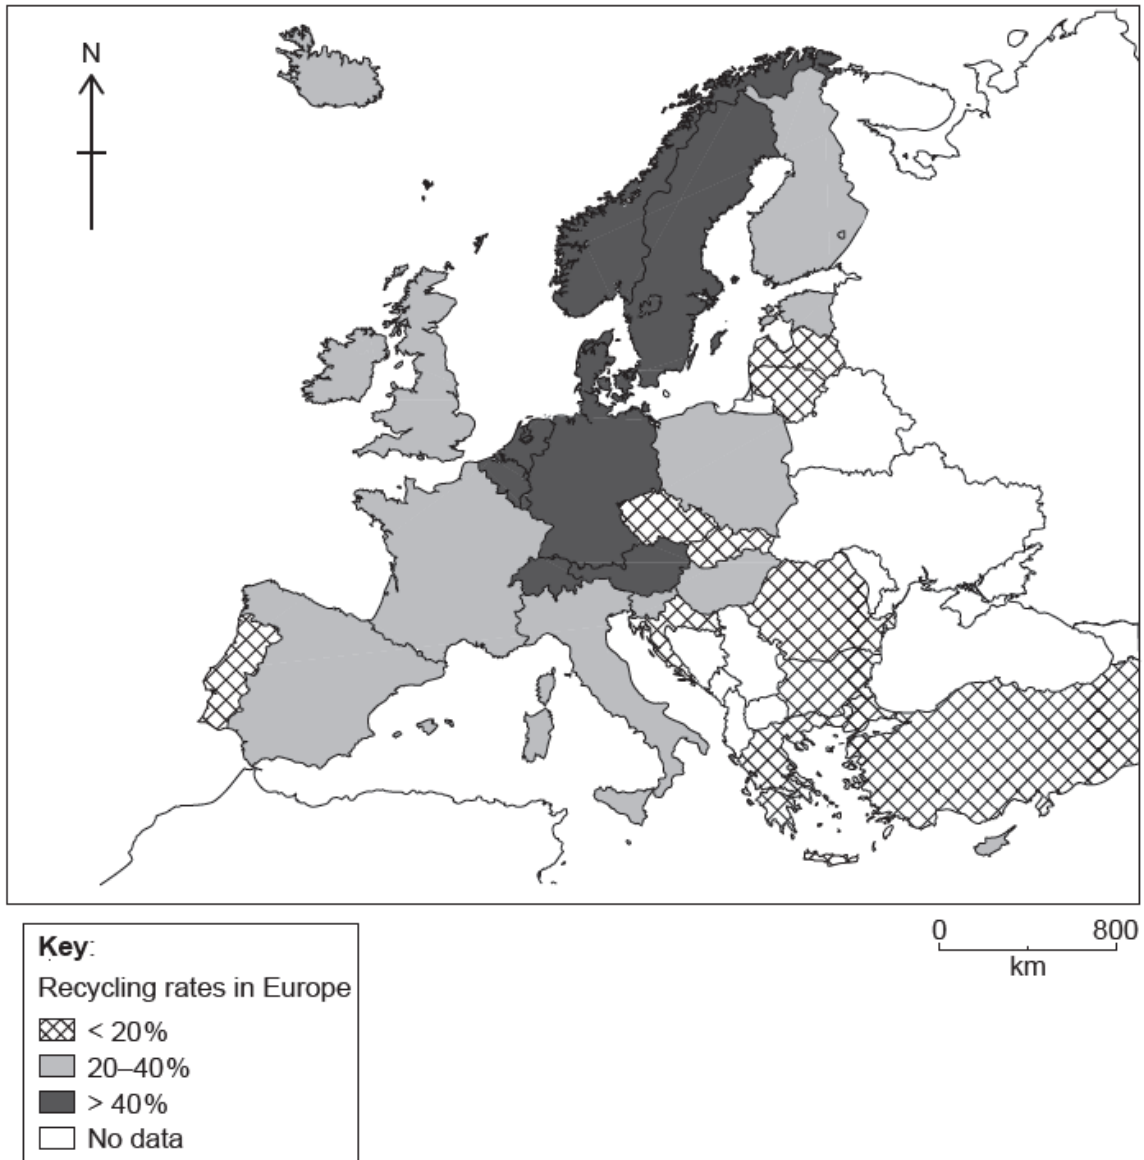 N
0 800
km
Key:
Recycling rates in Europe
< 20%
20–40%
> 40%
No data